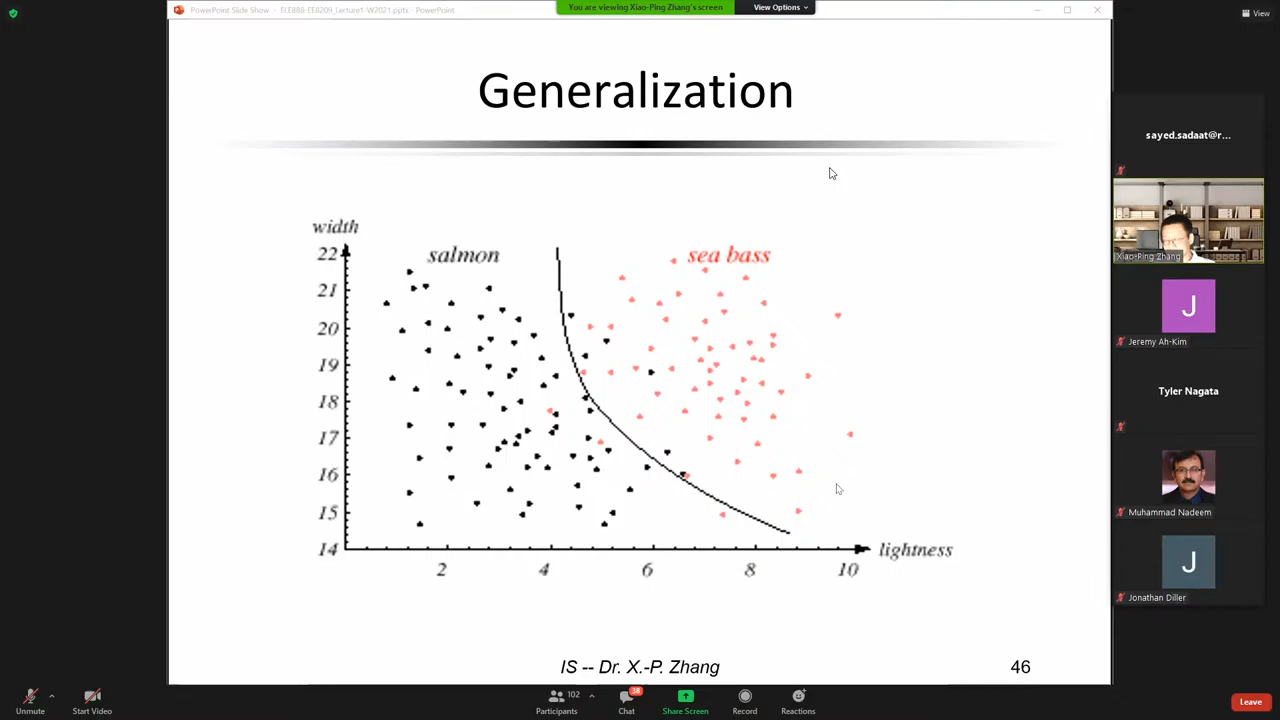 PowerPoint Slide Show - EE8209_Lecture1-W2021.pptx - PowerPoint
You are viewing Xiao-Ping Zhang's screen
View Options
View
Generalization
sayed.sadaat@r...
Xiao-Ping Zhang
Jeremy Ah-Kim
Tyler Nagata
Muhammad Nadeem
Jonathan Diller
J
J
width
salmon
sea bass
22
21
20
19
18
17
16
15
14
2
4
6
8
10
lightness
IS -- Dr. X.-P. Zhang
46
Unmute
Start Video
102
Participants
38
Chat
Share Screen
Record
Reactions
Leave